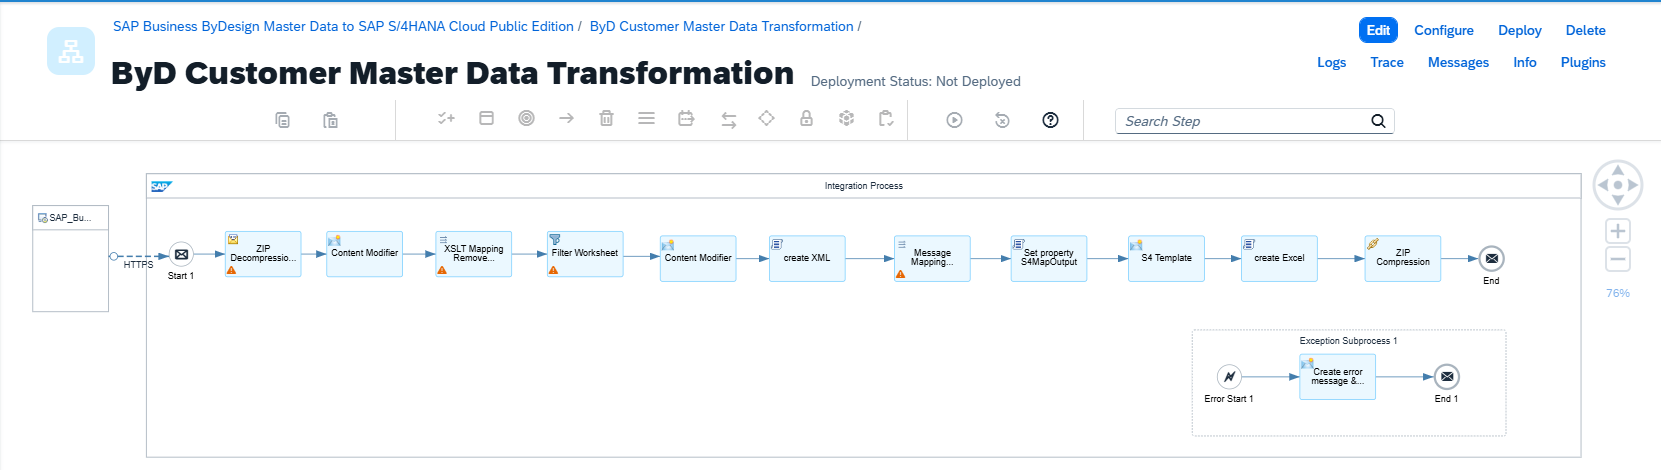 SAP Business ByDesign Master Data to SAP S/4HANA Cloud Public Edition / ByD Customer Master Data Transformation /
Edit Configure Deploy Delete
ByD Customer Master Data Transformation
Deployment Status: Not Deployed
Logs Trace Messages Info Plugins
Search Step
SAP
Integration Process
SAP_Bu...
HTTPS
Start 1
ZIP
Decompressio...
Content Modifier
XSLT Mapping
Remove...
Filter Worksheet
Content Modifier
create XML
Message
Mapping...
Set property
S4MapOutput
S4 Template
create Excel
ZIP
Compression
End
76%
Exception Subprocess 1
Error Start 1
Create error
message &...
End 1